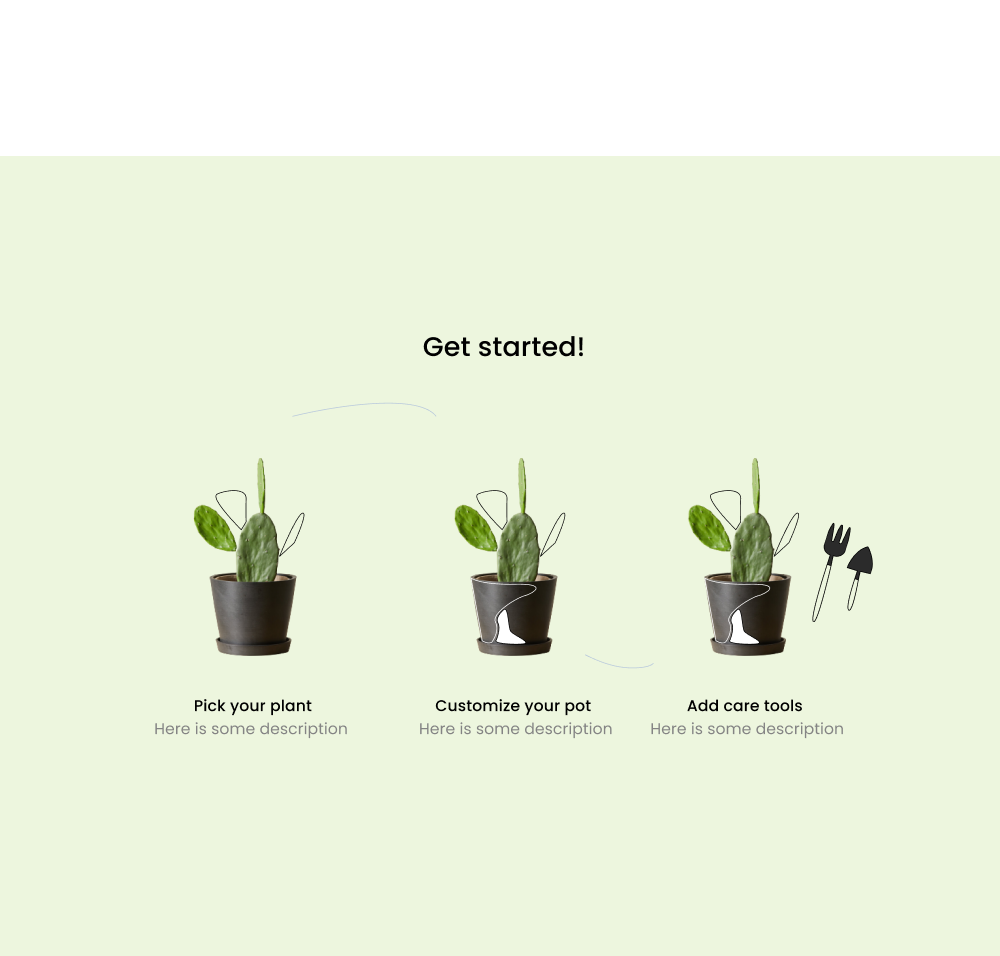 Get started!
Pick your plant
Here is some description
Customize your pot
Here is some description
Add care tools
Here is some description